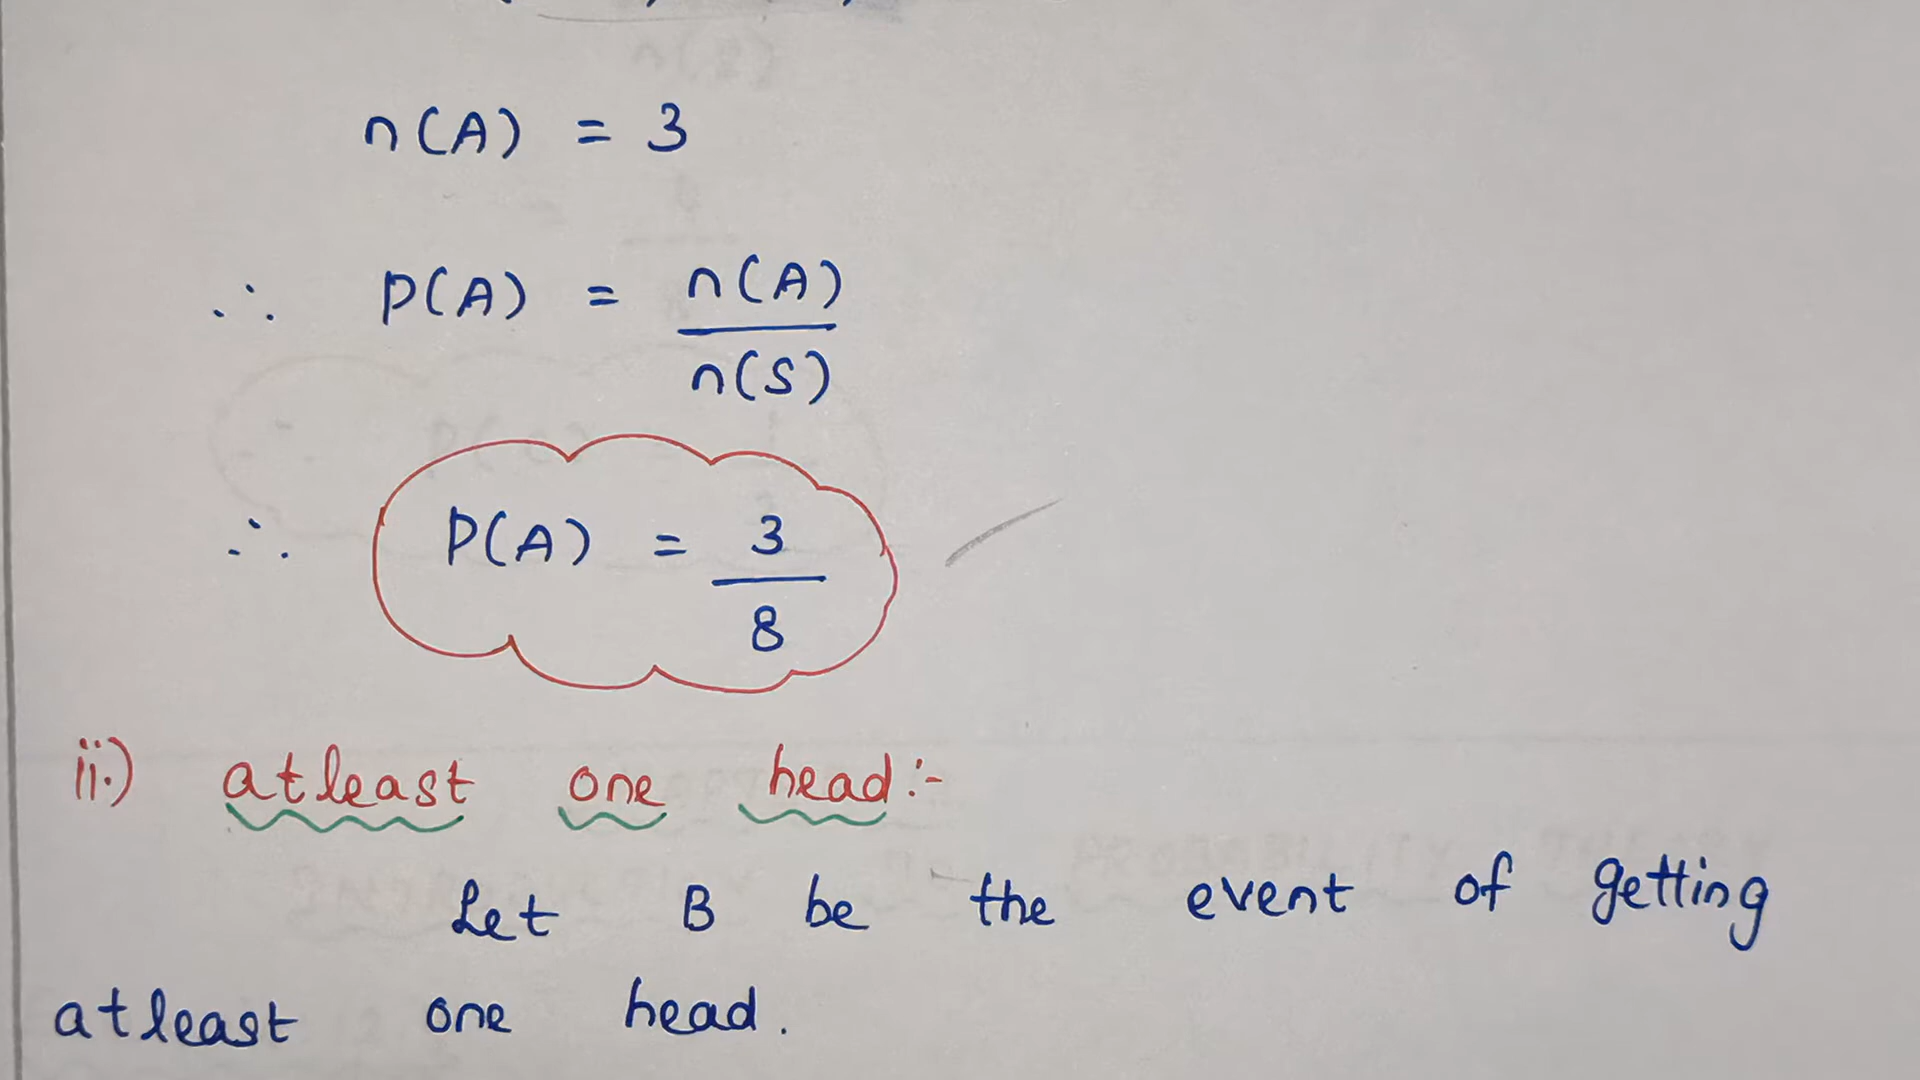 n(A) = 3
∴ P(A) = n(A)/n(S)
∴ P(A) = 3/8
ii.) atleast one head:-
Let B be the event of getting
atleast one head.